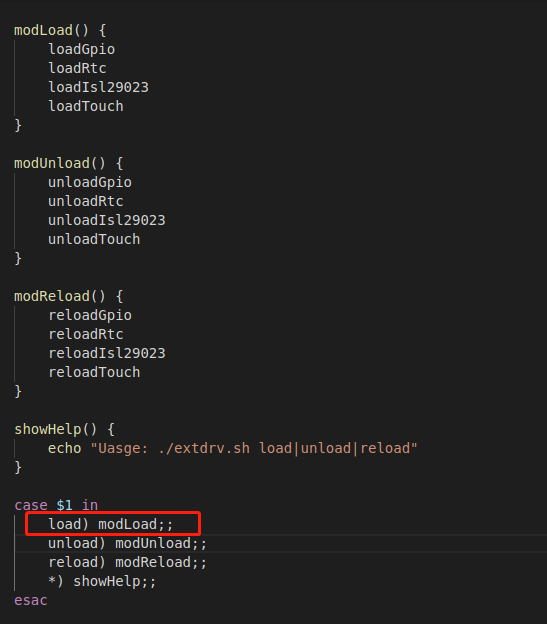 modLoad() {
loadGpio
loadRtc
loadIsl29023
loadTouch
}
modUnload() {
unloadGpio
unloadRtc
unloadIsl29023
unloadTouch
}
modReload() {
reloadGpio
reloadRtc
reloadIsl29023
reloadTouch
}
showHelp() {
echo "Uasge: ./extdrv.sh load|unload|reload"
}
case $1 in
load) modLoad;;
unload) modUnload;;
reload) modReload;;
*) showHelp;;
esac